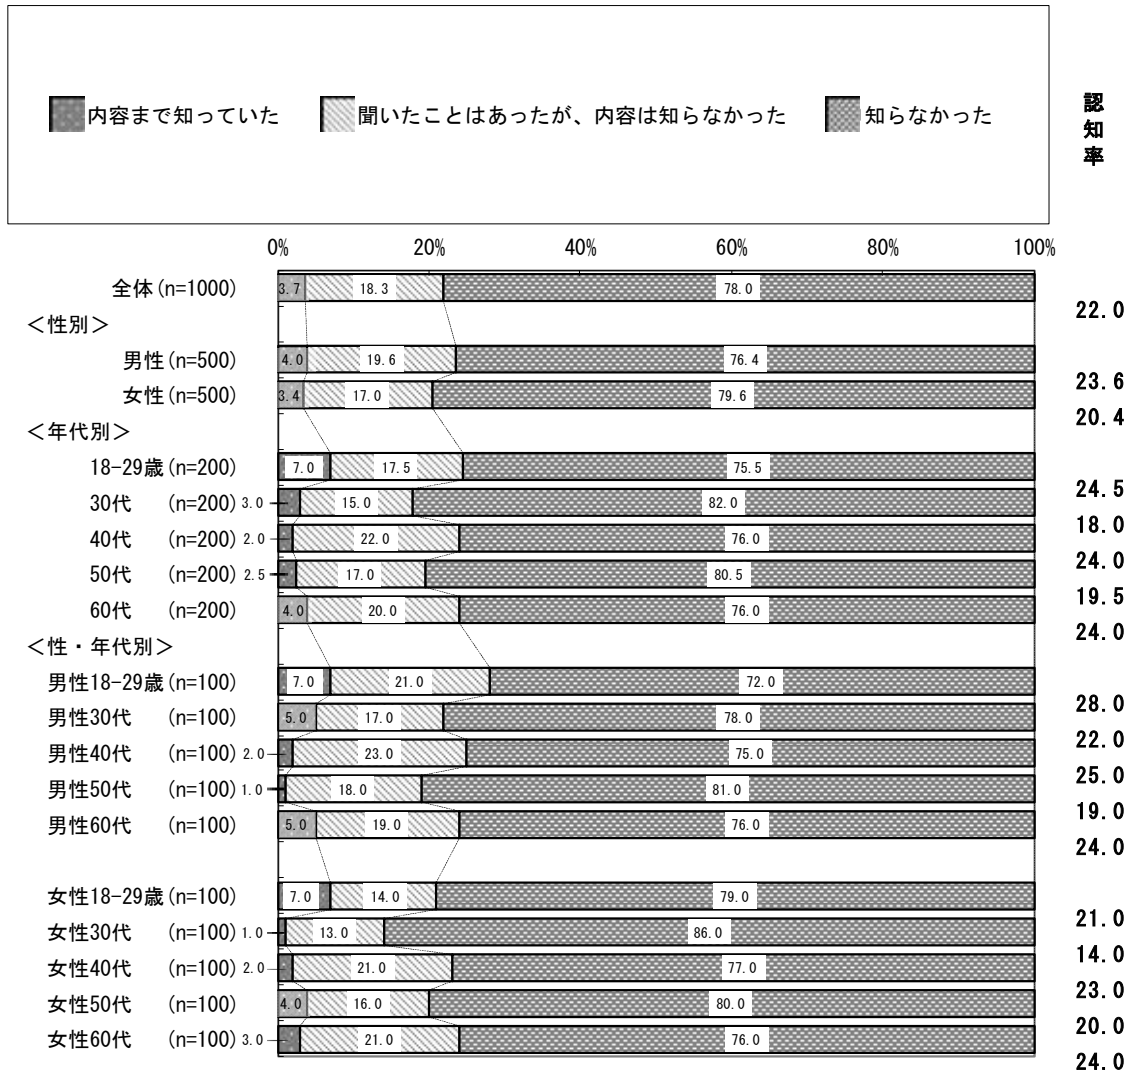 内容まで知っていた 聞いたことはあったが、内容は知らなかった 知らなかった
認知率
0% 20% 40% 60% 80% 100%
全体(n=1000) 3.7 18.3 78.0 22.0
＜性別＞
男性(n=500) 4.0 19.6 76.4 23.6
女性(n=500) 3.4 17.0 79.6 20.4
＜年代別＞
18-29歳(n=200) 7.0 17.5 75.5 24.5
30代 (n=200) 3.0 15.0 82.0 18.0
40代 (n=200) 2.0 22.0 76.0 24.0
50代 (n=200) 2.5 17.0 80.5 19.5
60代 (n=200) 4.0 20.0 76.0 24.0
＜性・年代別＞
男性18-29歳(n=100) 7.0 21.0 72.0 28.0
男性30代 (n=100) 5.0 17.0 78.0 22.0
男性40代 (n=100) 2.0 23.0 75.0 25.0
男性50代 (n=100) 1.0 18.0 81.0 19.0
男性60代 (n=100) 5.0 19.0 76.0 24.0
女性18-29歳(n=100) 7.0 14.0 79.0 21.0
女性30代 (n=100) 1.0 13.0 86.0 14.0
女性40代 (n=100) 2.0 21.0 77.0 23.0
女性50代 (n=100) 4.0 16.0 80.0 20.0
女性60代 (n=100) 3.0 21.0 76.0 24.0